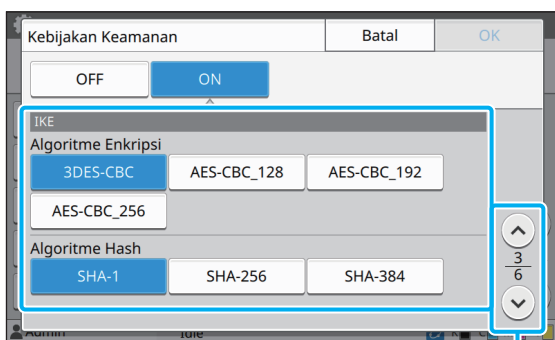 Kebijakan Keamanan Batal OK
OFF ON
IKE
Algoritme Enkripsi
3DES-CBC AES-CBC_128 AES-CBC_192
AES-CBC_256
Algoritme Hash
SHA-1 SHA-256 SHA-384
3
6
Admin Idle